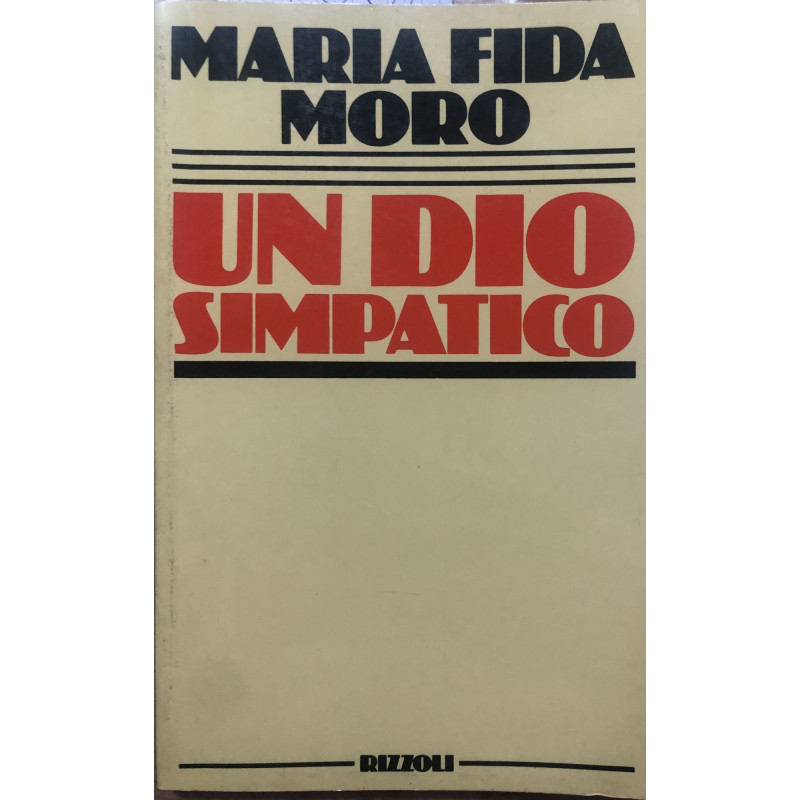 MARIA FIDA
MORO
UN DIO
SIMPATICO
RIZZOLI